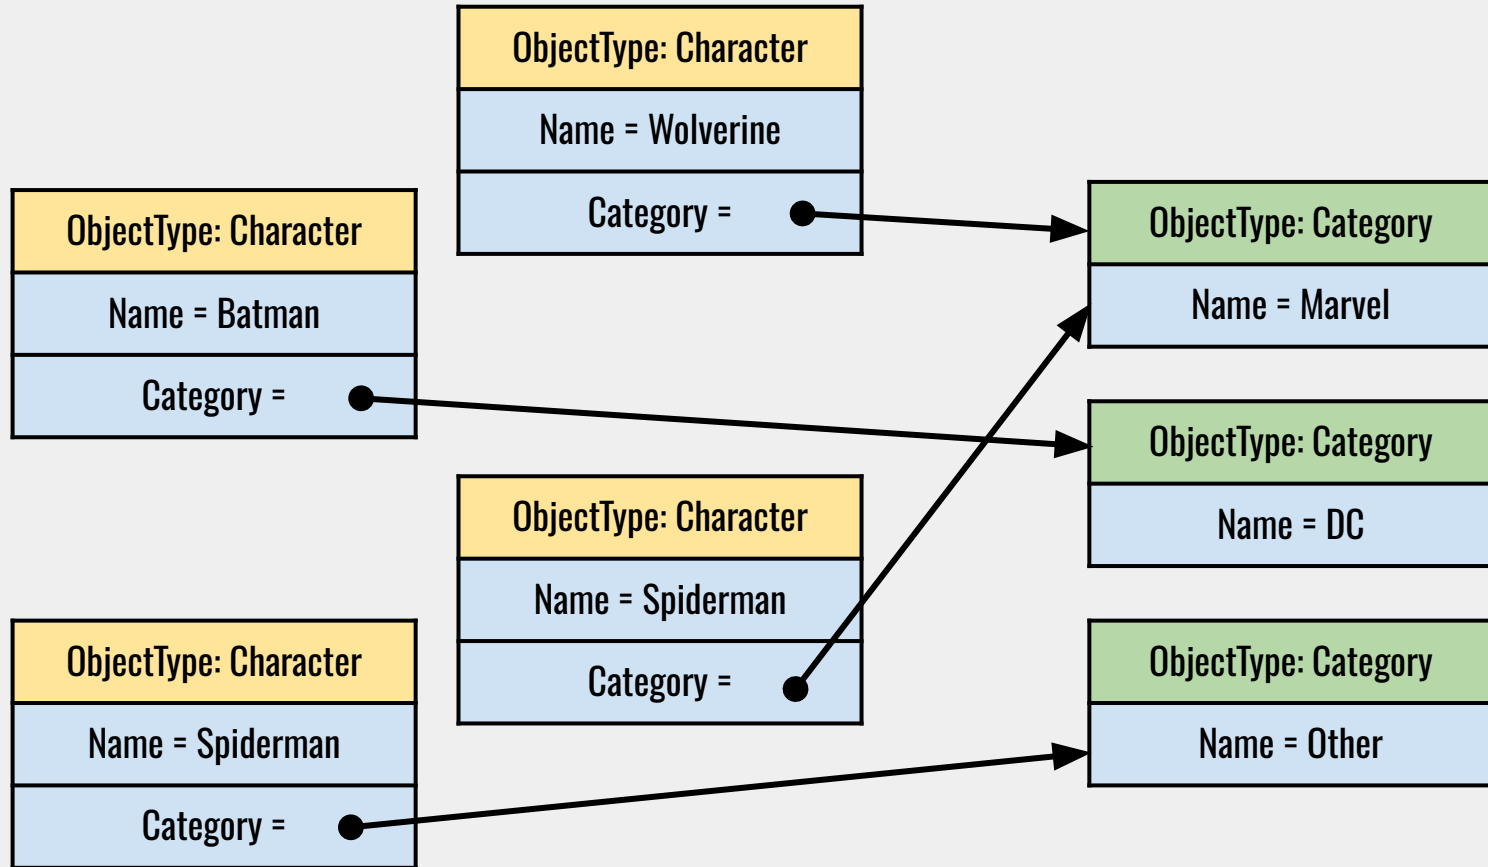 ObjectType: Character
Name = Wolverine
Category =
ObjectType: Character
Name = Batman
Category =
ObjectType: Character
Name = Spiderman
Category =
ObjectType: Character
Name = Spiderman
Category =
ObjectType: Category
Name = Marvel
ObjectType: Category
Name = DC
ObjectType: Category
Name = Other